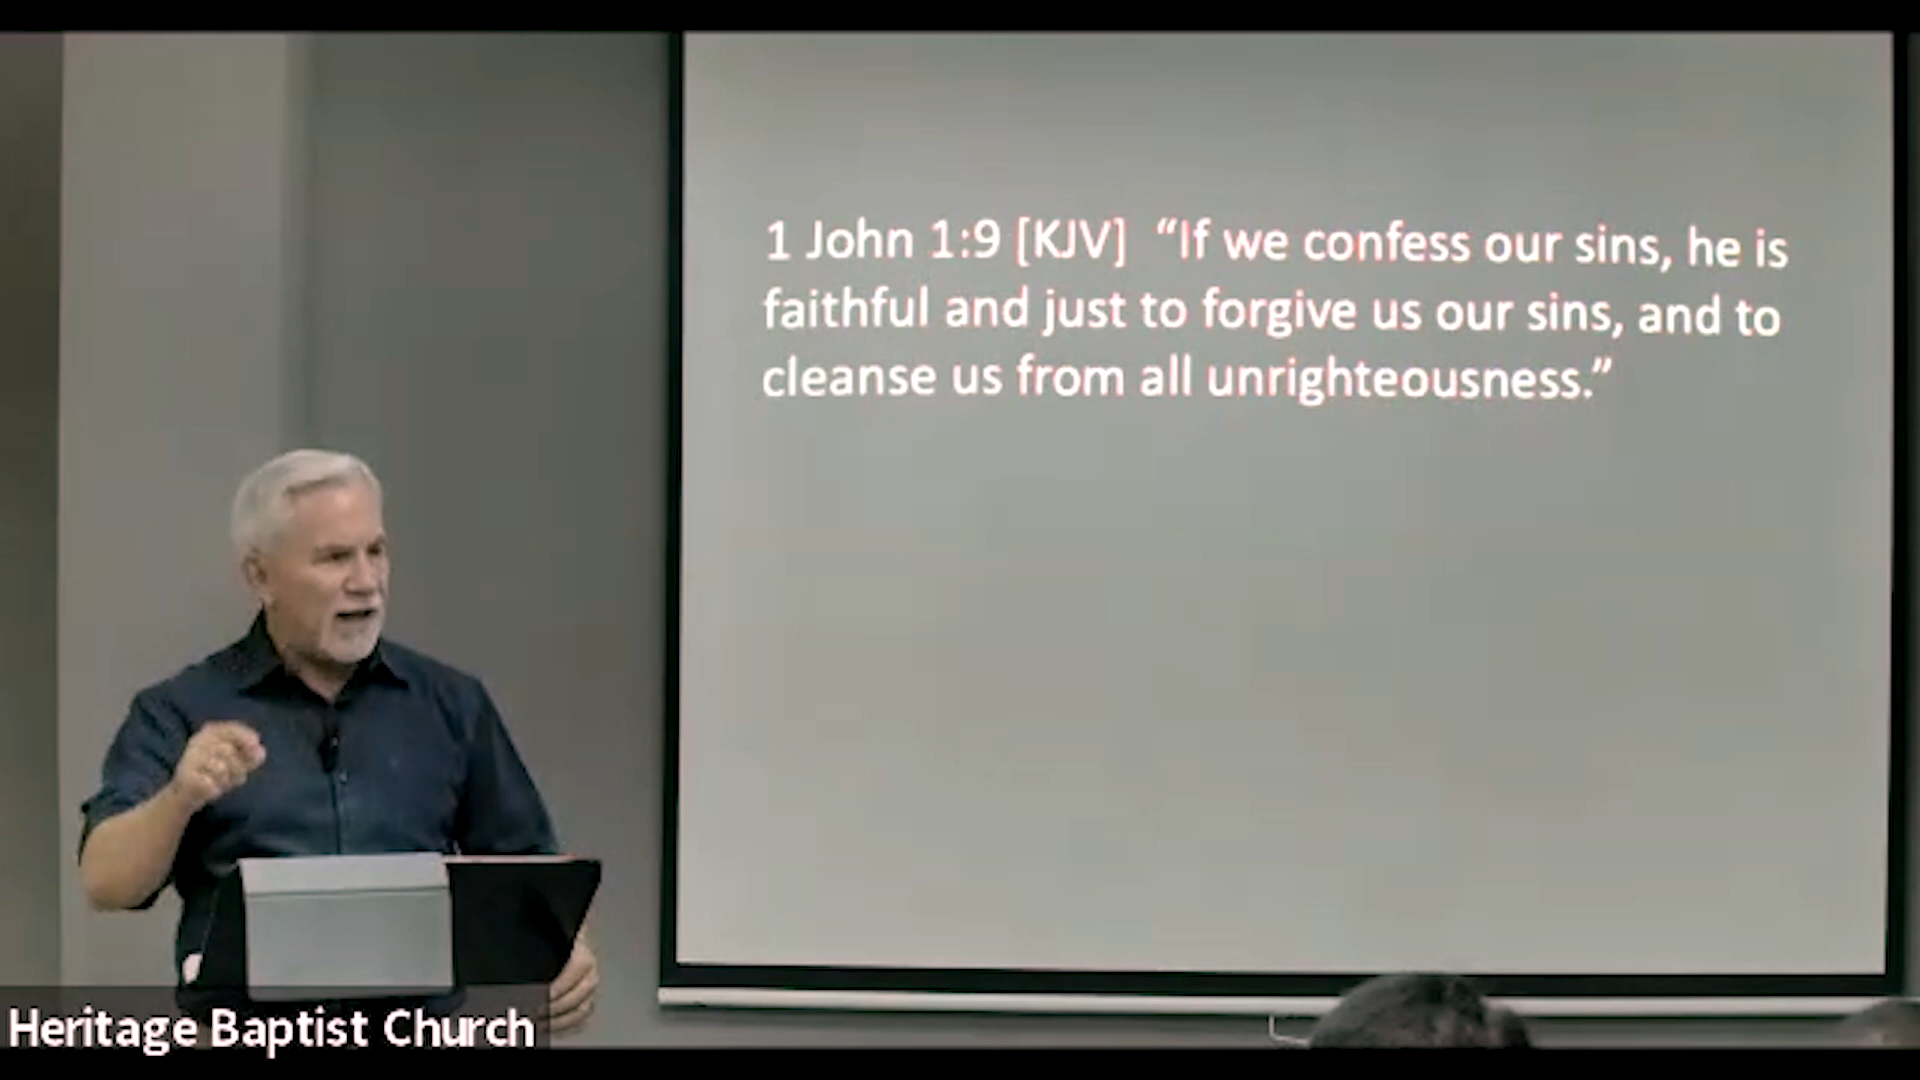 1 John 1:9 [KJV] “If we confess our sins, he is
faithful and just to forgive us our sins, and to
cleanse us from all unrighteousness.”
Heritage Baptist Church